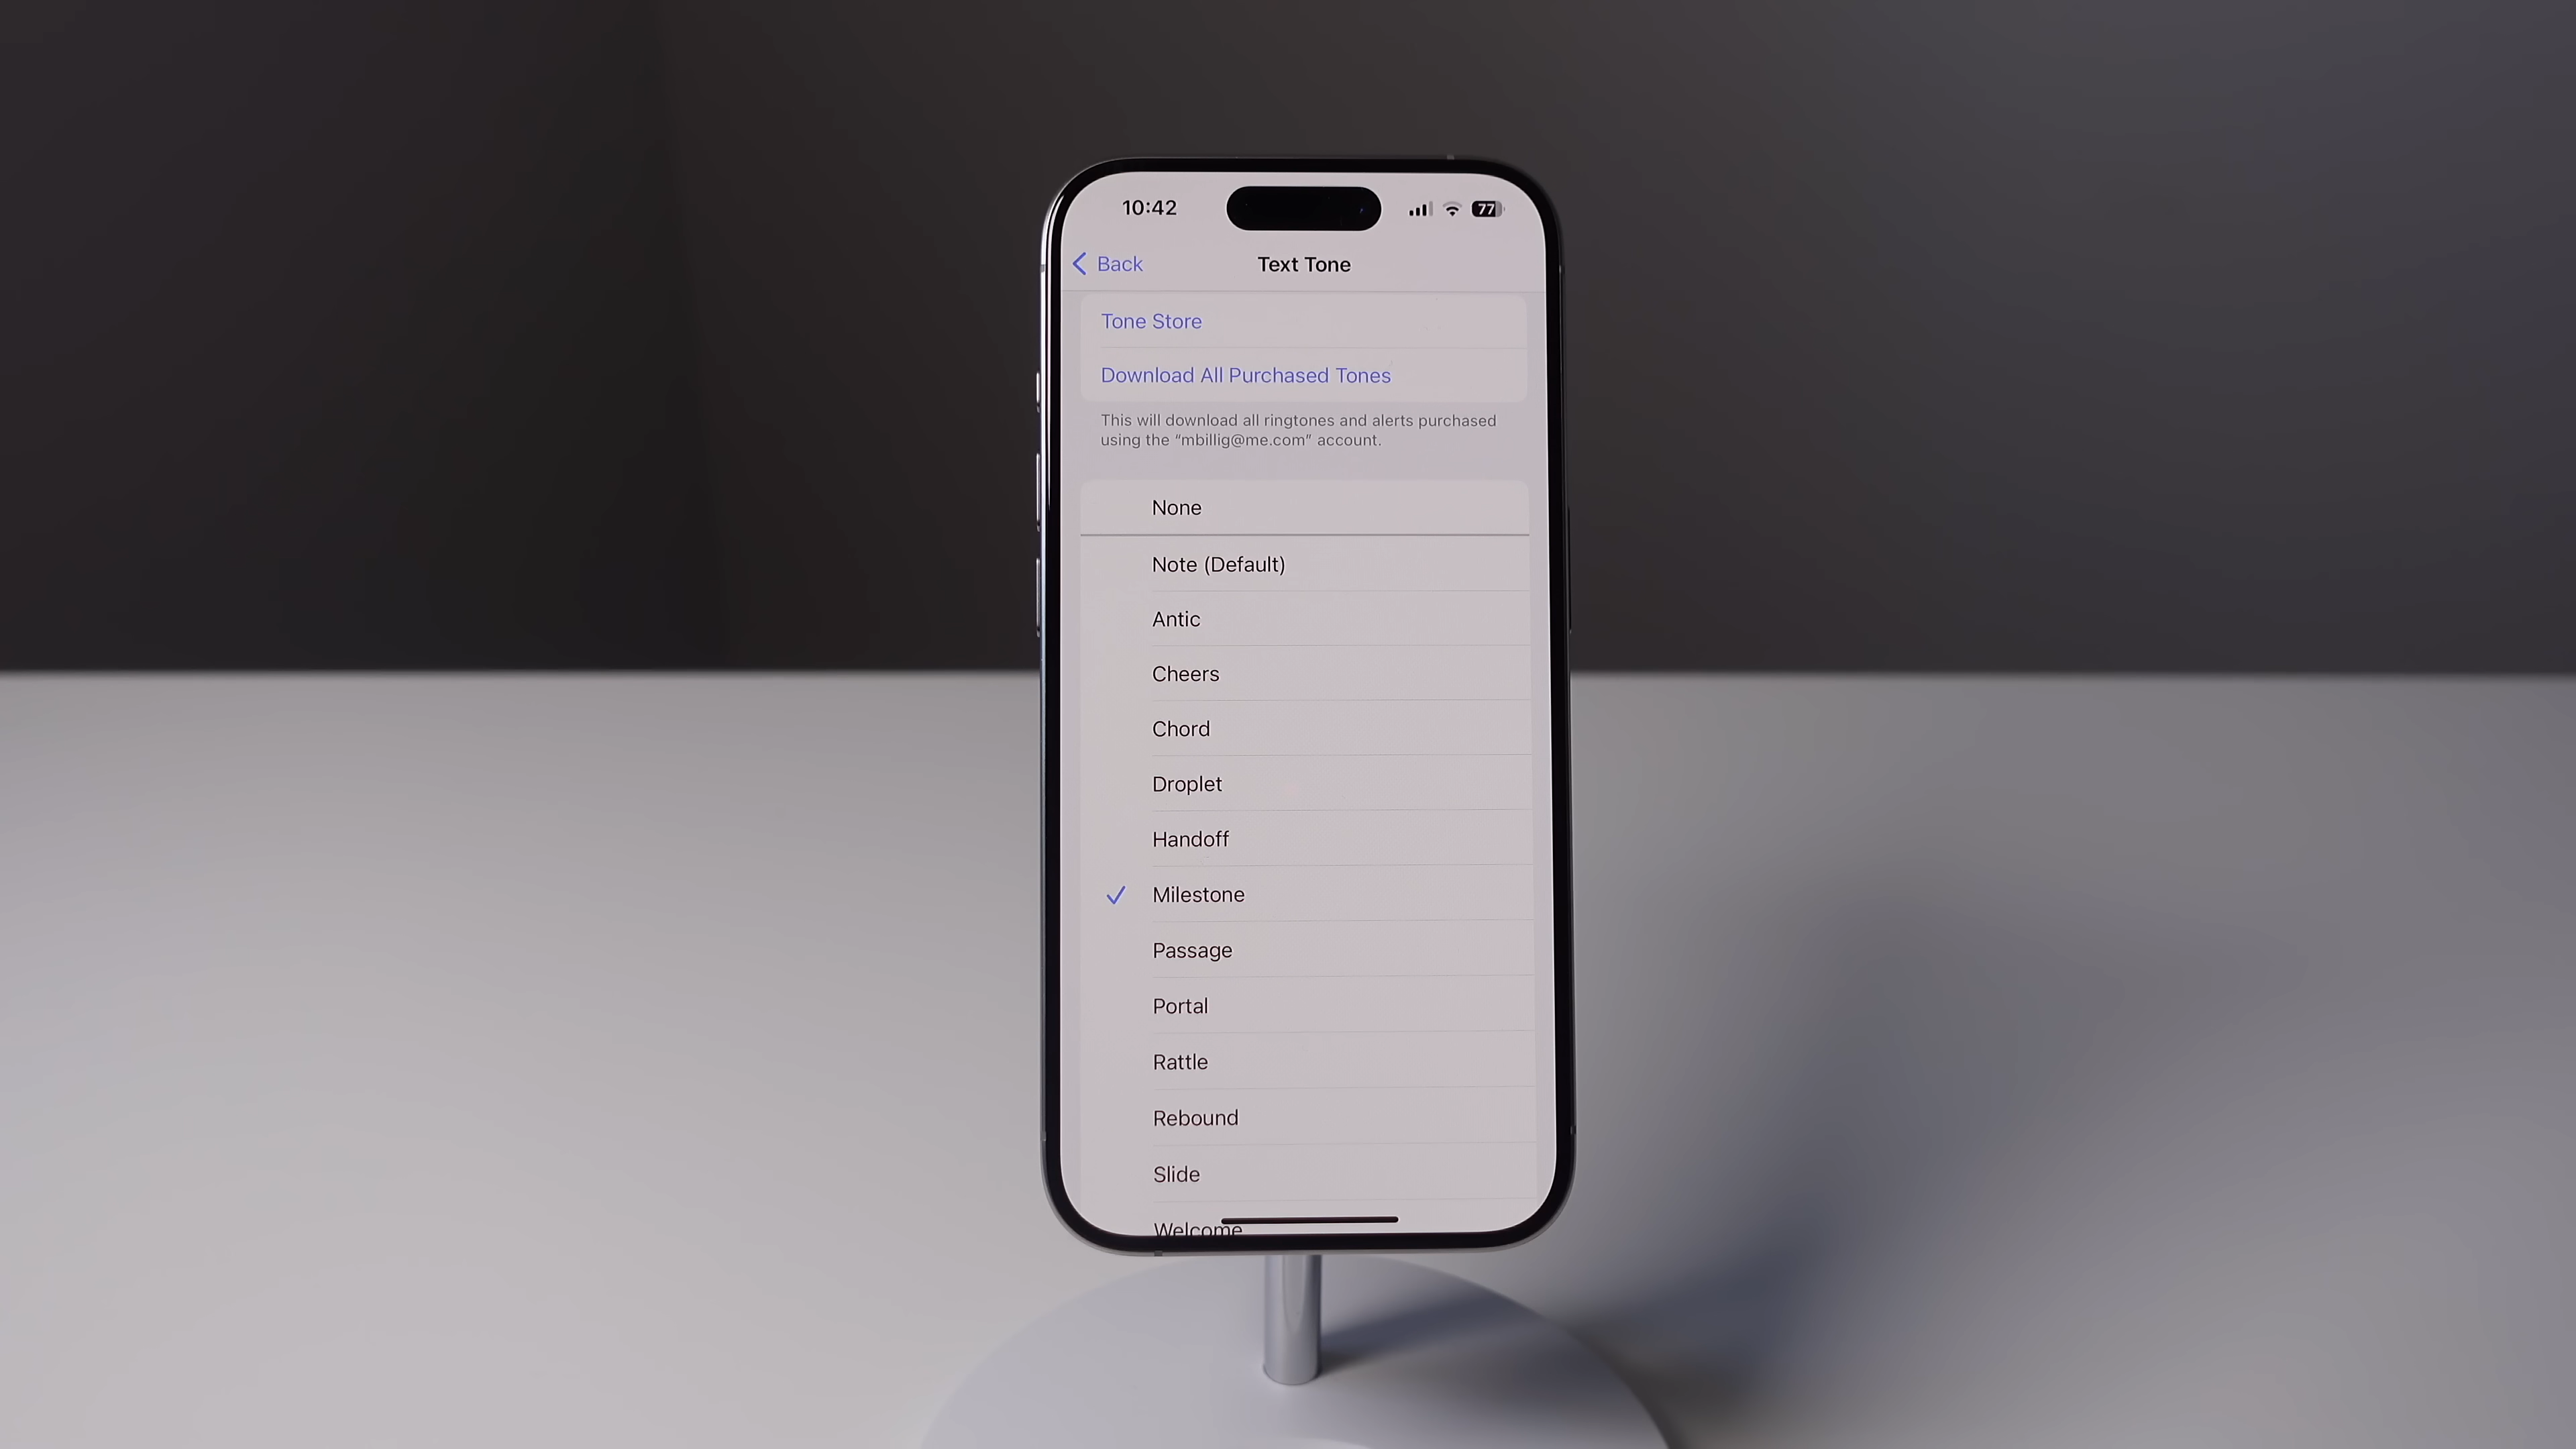 10:42
77
Back
Text Tone
Tone Store
Download All Purchased Tones
This will download all ringtones and alerts purchased
using the “mbillig@me.com” account.
None
Note (Default)
Antic
Cheers
Chord
Droplet
Handoff
Milestone
Passage
Portal
Rattle
Rebound
Slide
Welcome